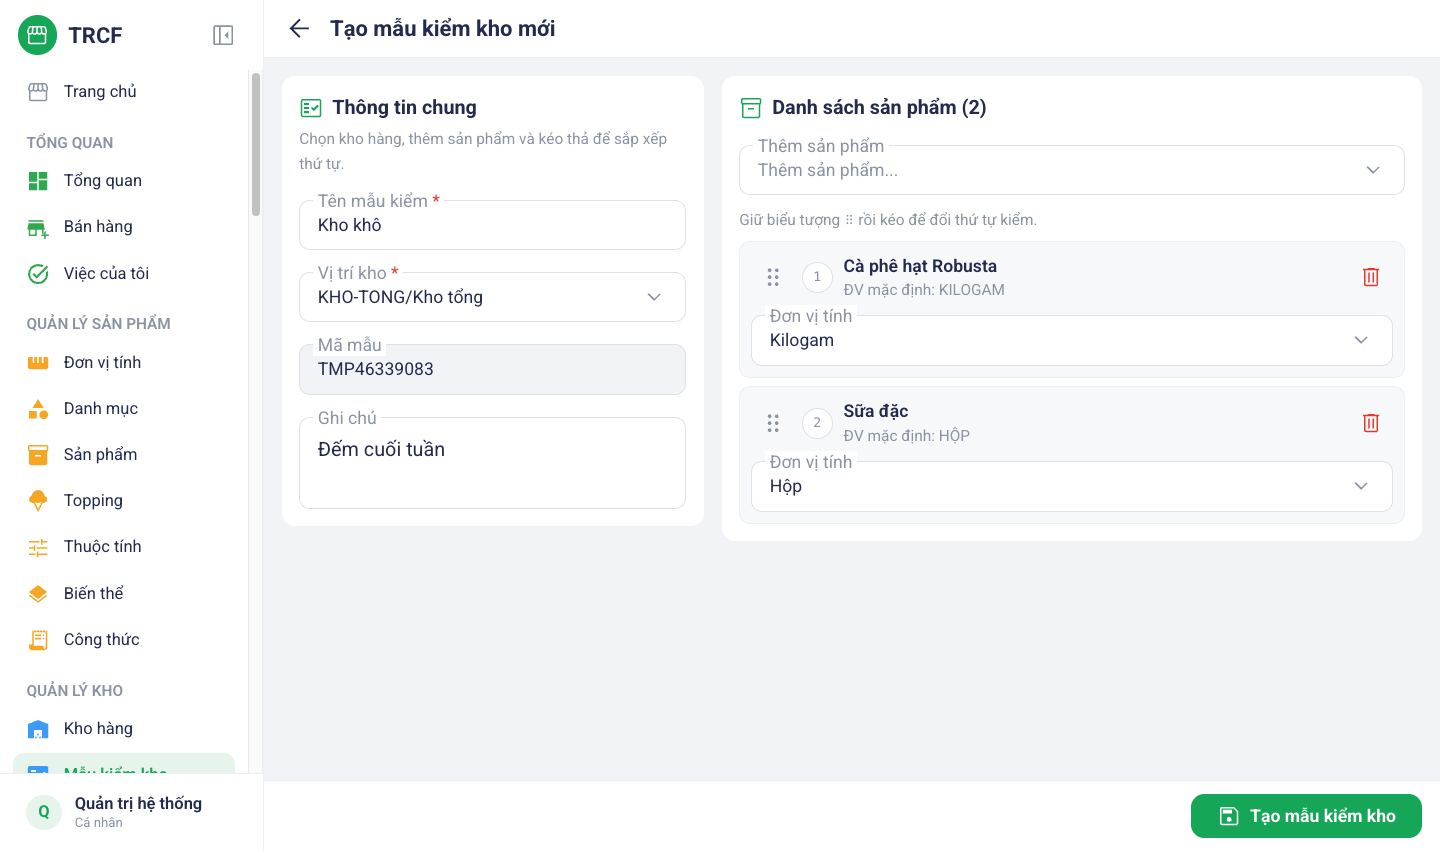 TRCF
Trang chủ
TỔNG QUAN
Tổng quan
Bán hàng
Việc của tôi
QUẢN LÝ SẢN PHẨM
Đơn vị tính
Danh mục
Sản phẩm
Topping
Thuộc tính
Biến thể
Công thức
QUẢN LÝ KHO
Kho hàng
Mẫu kiểm kho
Q
Quản trị hệ thống
Cá nhân
Tạo mẫu kiểm kho mới
Thông tin chung
Chọn kho hàng, thêm sản phẩm và kéo thả để sắp xếp
thứ tự.
Tên mẫu kiểm *
Kho khô
Vị trí kho *
KHO-TONG/Kho tổng
Mã mẫu
TMP46339083
Ghi chú
Đếm cuối tuần
Danh sách sản phẩm (2)
Thêm sản phẩm
Thêm sản phẩm...
Giữ biểu tượng ⠿ rồi kéo để đổi thứ tự kiểm.
1
Cà phê hạt Robusta
ĐV mặc định: KILOGAM
Đơn vị tính
Kilogam
2
Sữa đặc
ĐV mặc định: HỘP
Đơn vị tính
Hộp
Tạo mẫu kiểm kho